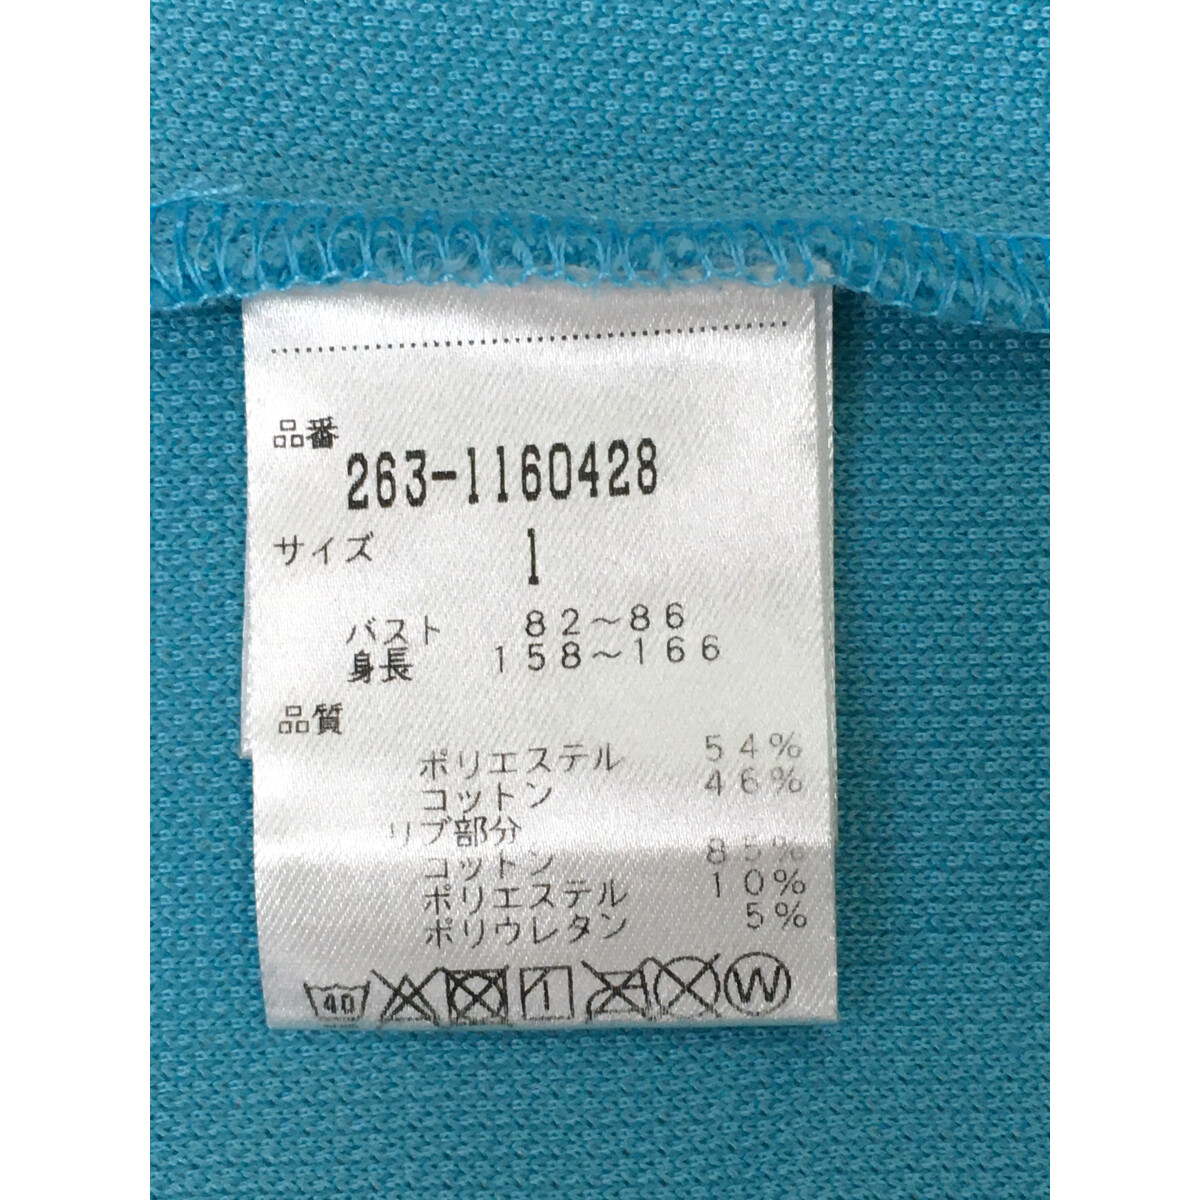 品番
263-1160428
サイズ 1
バスト 82～86
身長 158～166
品質
ポリエステル 54%
コットン 46%
リブ部分
コットン 85%
ポリエステル 10%
ポリウレタン 5%
40 W